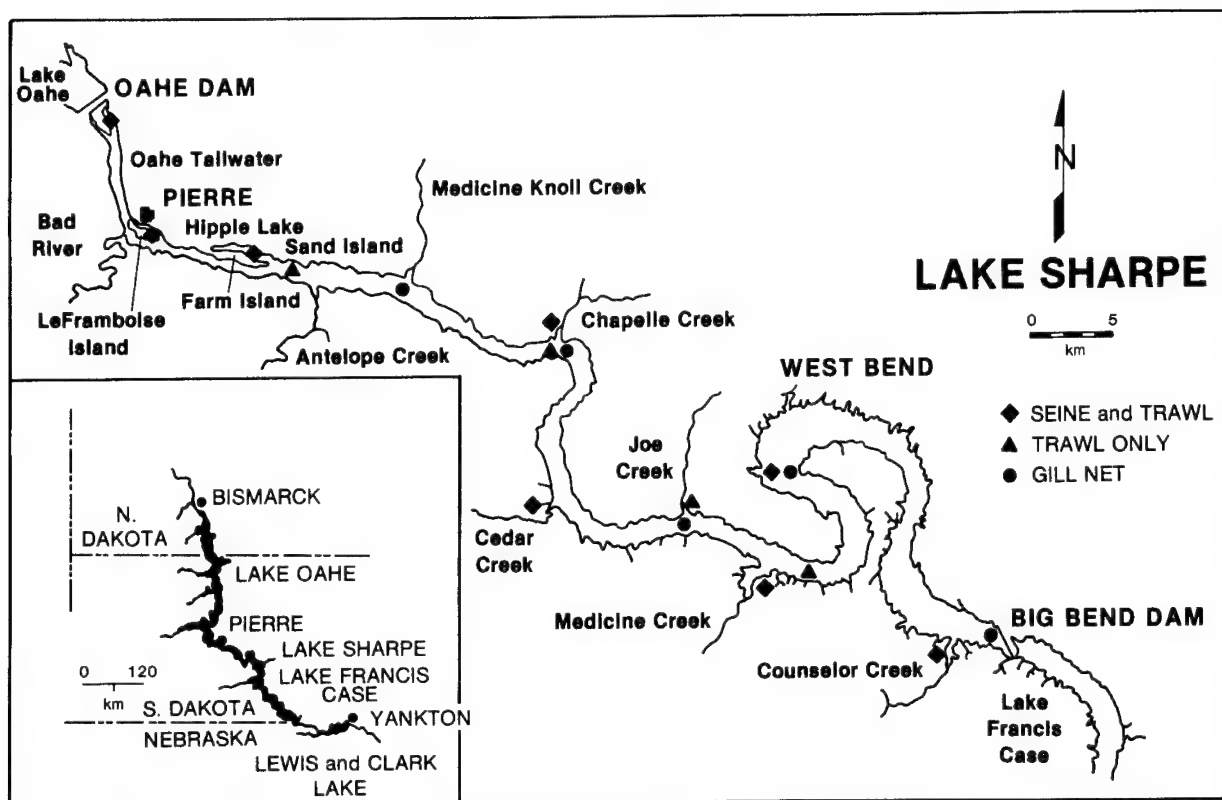 Lake
Oahe
OAHE DAM
Oahe Tailwater
PIERRE
Hipple Lake
Bad
River
Sand Island
Medicine Knoll Creek
Farm Island
LeFramboise
Island
Antelope Creek
Chapelle Creek
N
LAKE SHARPE
0 5
km
WEST BEND
SEINE and TRAWL
TRAWL ONLY
GILL NET
Joe
Creek
Cedar
Creek
Medicine Creek
BIG BEND DAM
Counselor Creek
Lake
Francis
Case
BISMARCK
N.
DAKOTA
LAKE OAHE
PIERRE
LAKE SHARPE
0 120
km
LAKE FRANCIS
CASE
S. DAKOTA
YANKTON
NEBRASKA
LEWIS and CLARK
LAKE